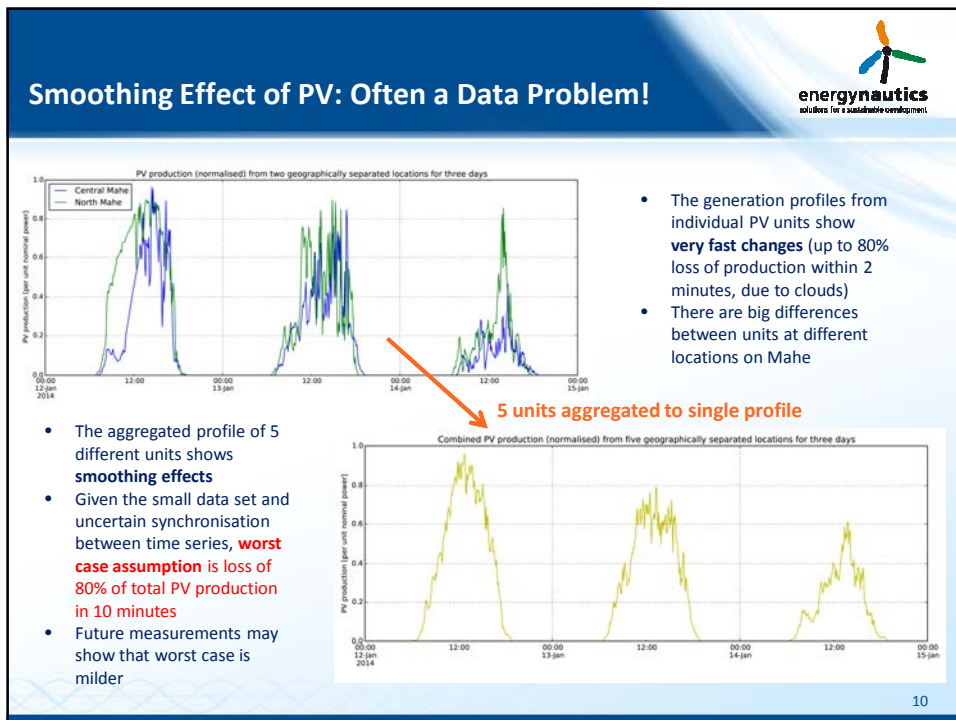 Smoothing Effect of PV: Often a Data Problem!
energynautics
solutions for a sustainable development
PV production (normalised) from two geographically separated locations for three days
Central Mahe
North Mahe
PV production [per unit nominal power]
1.0
0.8
0.6
0.4
0.2
0.0
00:00
12-Jan
2014
12:00
00:00
13-Jan
12:00
00:00
14-Jan
12:00
00:00
15-Jan
• The generation profiles from
individual PV units show
very fast changes (up to 80%
loss of production within 2
minutes, due to clouds)
• There are big differences
between units at different
locations on Mahe
5 units aggregated to single profile
• The aggregated profile of 5
different units shows
smoothing effects
• Given the small data set and
uncertain synchronisation
between time series, worst
case assumption is loss of
80% of total PV production
in 10 minutes
• Future measurements may
show that worst case is
milder
Combined PV production (normalised) from five geographically separated locations for three days
PV production [per unit nominal power]
1.0
0.8
0.6
0.4
0.2
0.0
00:00
12-Jan
2014
12:00
00:00
13-Jan
12:00
00:00
14-Jan
12:00
00:00
15-Jan
10